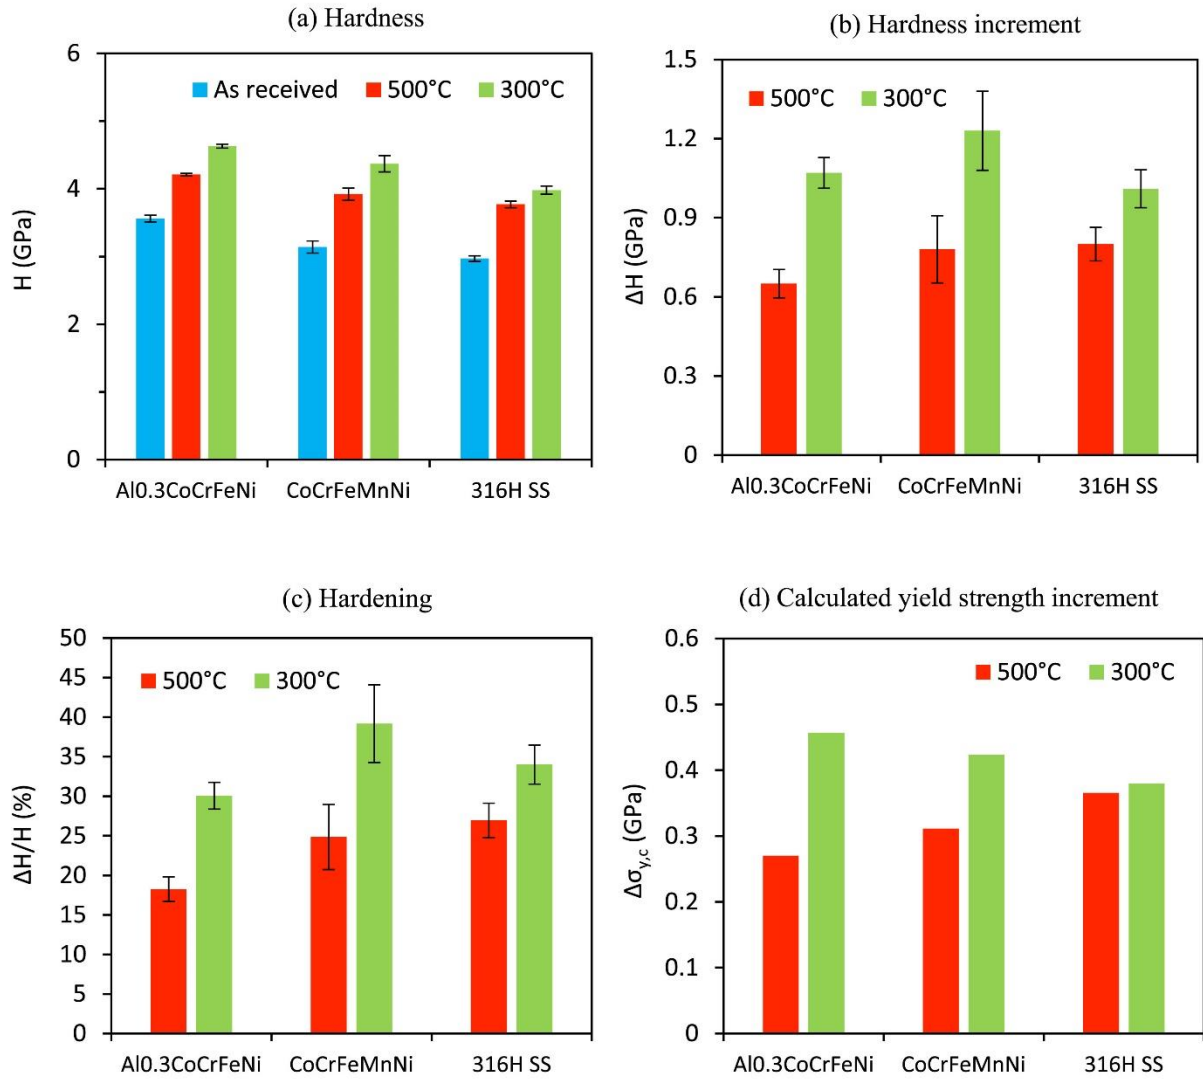 (a) Hardness
6
4
2
0
H (GPa)
As received 500°C 300°C
Al0.3CoCrFeNi CoCrFeMnNi 316H SS
(b) Hardness increment
1.5
1.2
0.9
0.6
0.3
0
ΔH (GPa)
500°C 300°C
Al0.3CoCrFeNi CoCrFeMnNi 316H SS
(c) Hardening
50
45
40
35
30
25
20
15
10
5
0
ΔH/H (%)
500°C 300°C
Al0.3CoCrFeNi CoCrFeMnNi 316H SS
(d) Calculated yield strength increment
0.6
0.5
0.4
0.3
0.2
0.1
0
Δσy,c (GPa)
500°C 300°C
Al0.3CoCrFeNi CoCrFeMnNi 316H SS